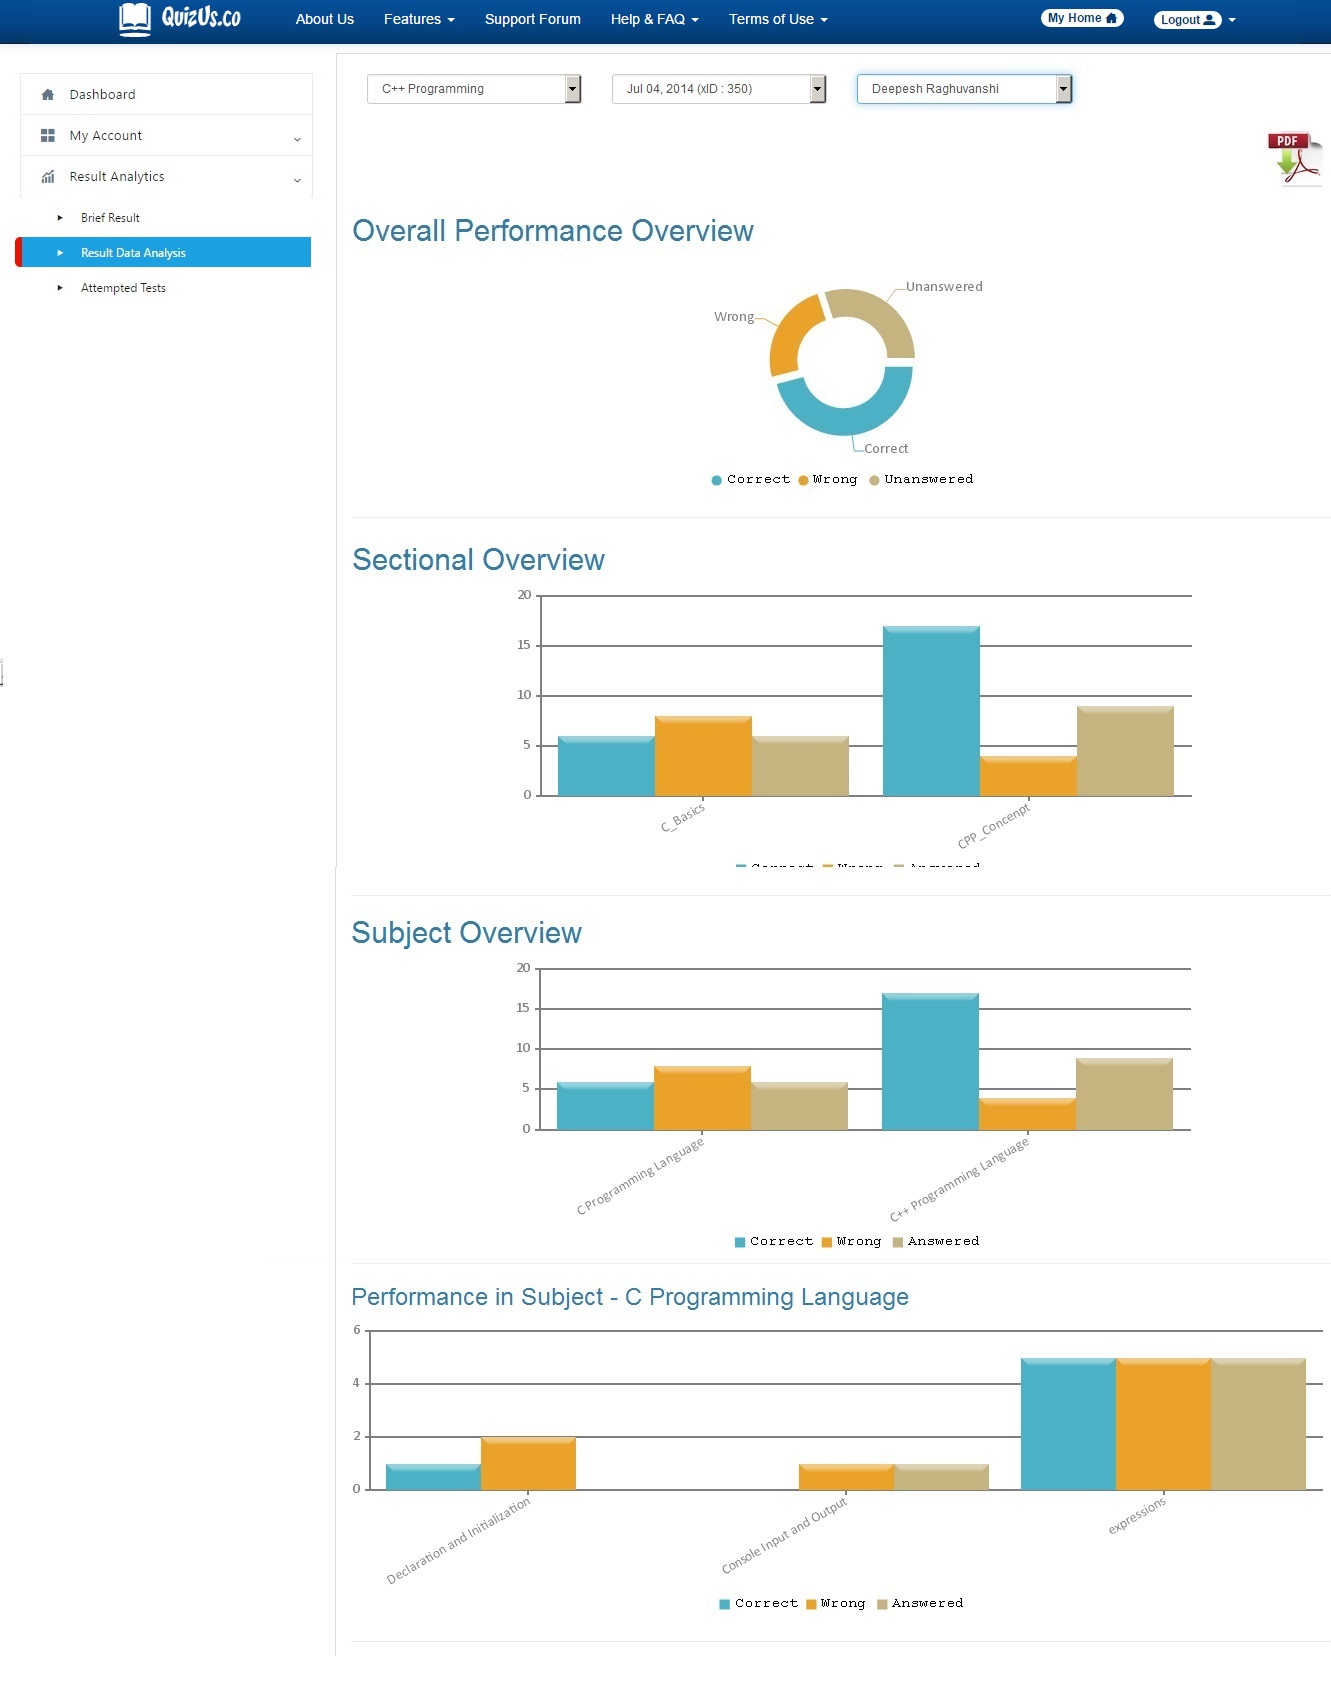 QuizUs.co
About Us Features Support Forum Help & FAQ Terms of Use My Home Logout
Dashboard
My Account
Result Analytics
Brief Result
Result Data Analysis
Attempted Tests
C++ Programming Jul 04, 2014 (xID : 350) Deepesh Raghuvanshi
PDF
Overall Performance Overview
Unanswered
Wrong
Correct
Correct Wrong Unanswered
Sectional Overview
20
15
10
5
0
C_Basics CPP_Concenpt
Correct Wrong Answered
Subject Overview
20
15
10
5
0
C Programming Language C++ Programming Language
Correct Wrong Answered
Performance in Subject - C Programming Language
6
4
2
0
Declaration and Initialization Console Input and Output expressions
Correct Wrong Answered